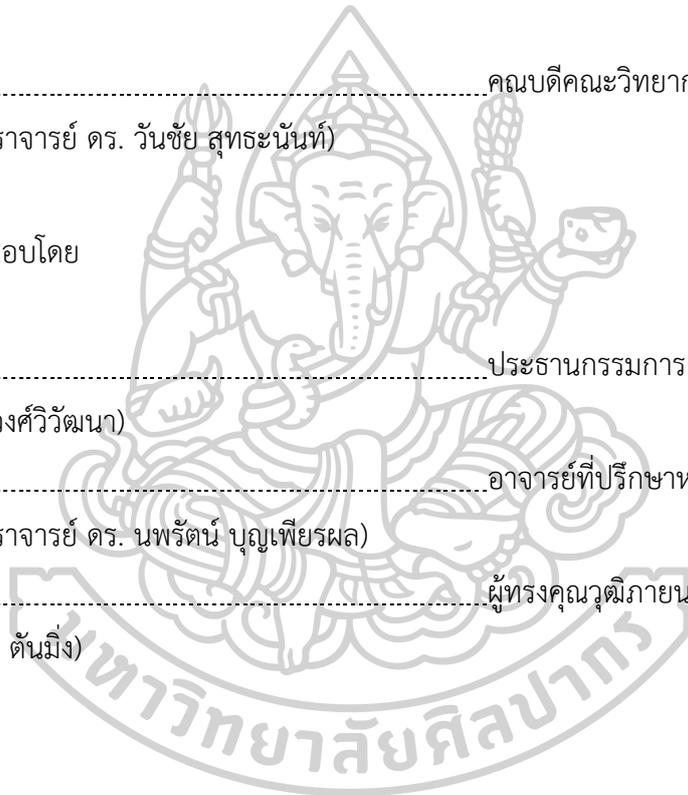 คณบดีคณะวิทยา
ราจารย์ ดร. วันชัย สุทธะนันท์)
อบโดย
ประธานกรรมการ
วงศ์วิวัฒนา)
อาจารย์ที่ปรึกษา
ราจารย์ ดร. นพรัตน์ บุญเพียรผล)
ผู้ทรงคุณวุฒิภายน
ตันมิ่ง)
มหาวิทยาลัยศิลปากร